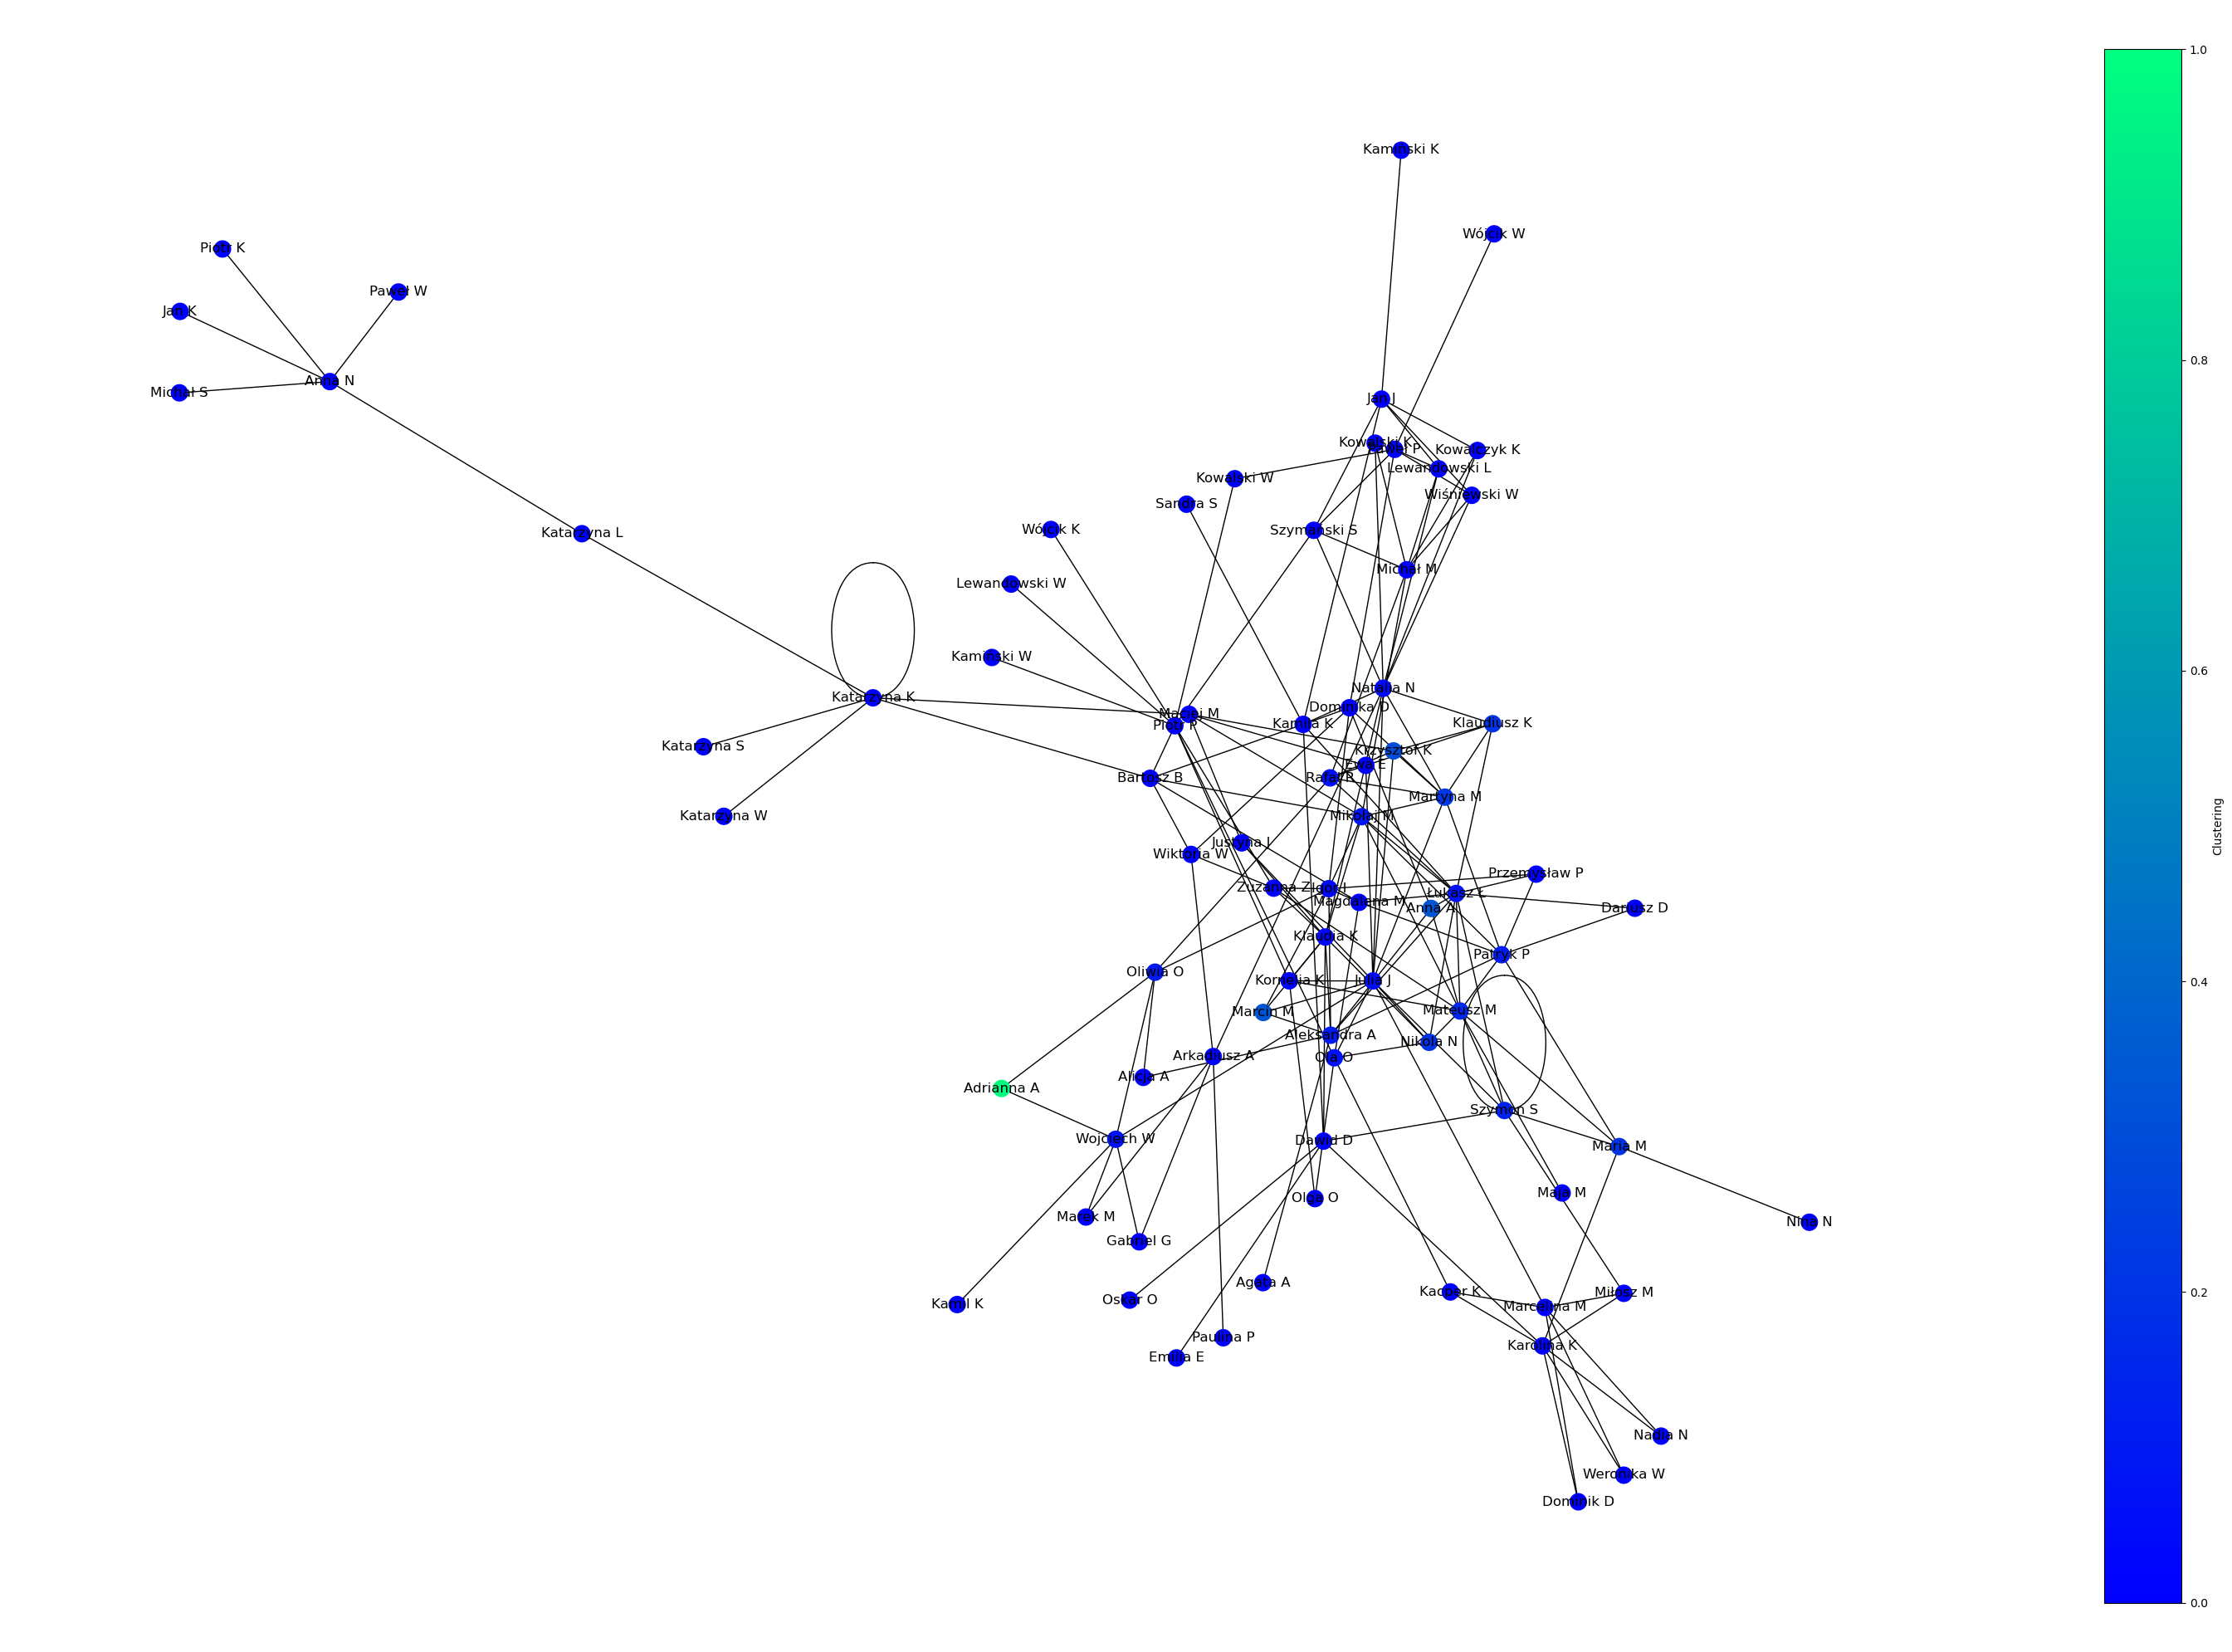 Kamiński K
Wójcik W
Piotr K
Paweł W
Jan K
Anna N
Michał S
Jan J
Kowalski K
Paweł P
Kowalczyk K
Lewandowski L
Kowalski W
Wiśniewski W
Sandra S
Wójcik K
Szymański S
Katarzyna L
Michał M
Lewandowski W
Kamiński W
Natalia N
Katarzyna K
Dominika D
Maciej M
Piotr P
Kamila K
Klaudiusz K
Katarzyna S
Krzysztof K
Ewa E
Bartosz B
Rafał R
Martyna M
Katarzyna W
Mikołaj M
Justyna J
Wiktoria W
Przemysław P
Zuzanna Z
Igor I
Łukasz Ł
Magdalena M
Anna A
Dariusz D
Klaudia K
Patryk P
Oliwia O
Kornelia K
Julia J
Marcin M
Mateusz M
Aleksandra A
Nikola N
Arkadiusz A
Ola O
Alicja A
Adrianna A
Szymon S
Wojciech W
Dawid D
Maria M
Maja M
Olga O
Marek M
Nina N
Gabriel G
Agata A
Kacper K
Miłosz M
Oskar O
Kamil K
Marcelina M
Paulina P
Karolina K
Emilia E
Nadia N
Weronika W
Dominik D
1.0
0.8
0.6
0.4
0.2
0.0
Clustering